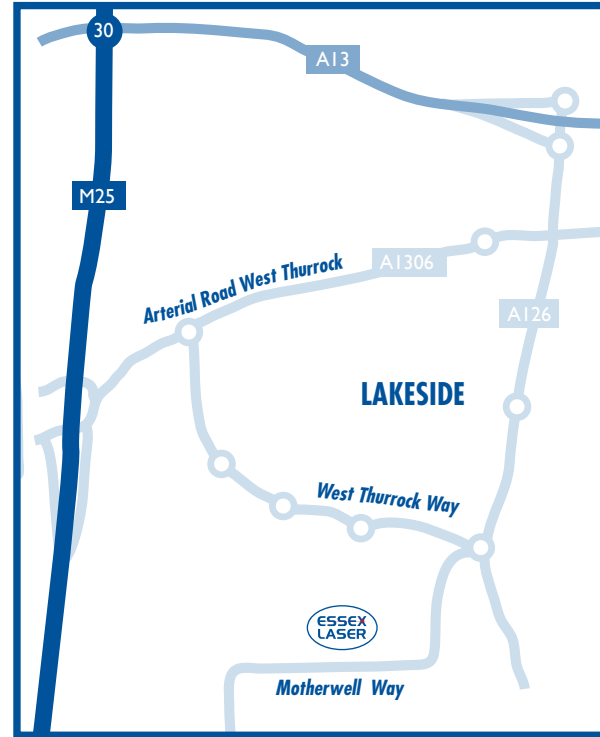 30
A13
M25
Arterial Road West Thurrock
A1306
A126
LAKESIDE
West Thurrock Way
ESSEX
LASER
Motherwell Way